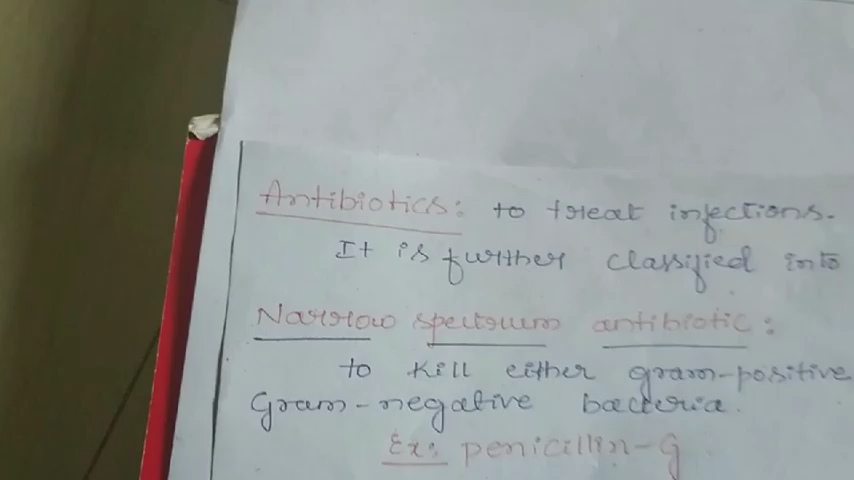 Antibiotics: to treat infections.
It is further classified into
Narrow spectrum antibiotic:
to kill either gram-positive
Gram-negative bacteria.
Ex: penicillin-G